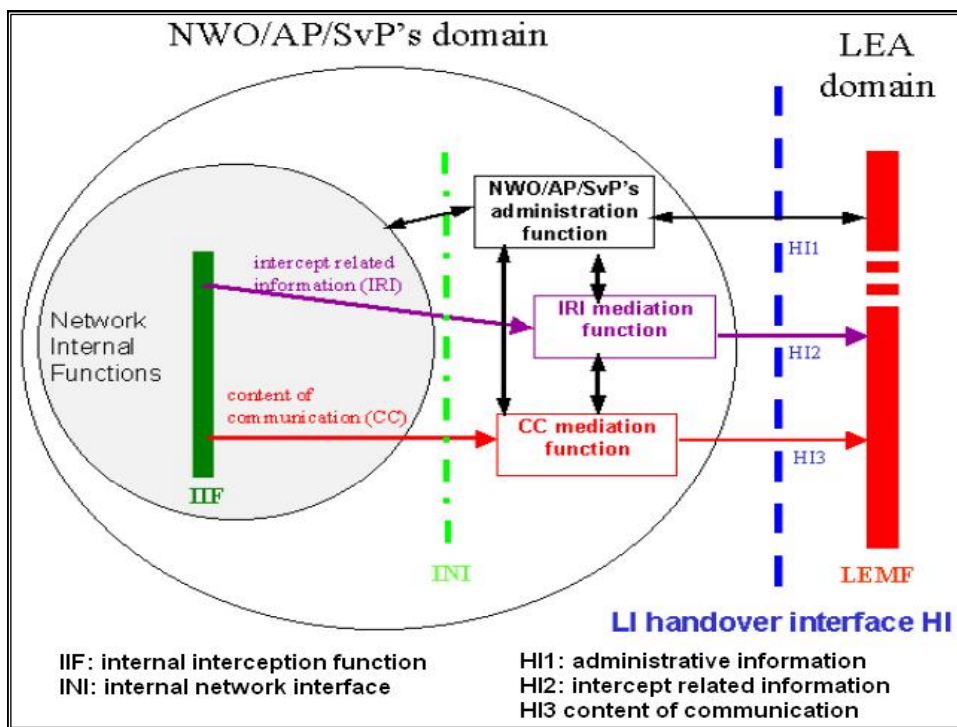 NWO/AP/SvP's domain
LEA
domain
NWO/AP/SvP's
administration
function
HI1
intercept related
information (IRI)
IRI mediation
function
Network
Internal
Functions
HI2
content of
communication (CC)
CC mediation
function
HI3
IIF
INI
LEMF
LI handover interface HI
IIF: internal interception function
INI: internal network interface
HI1: administrative information
HI2: intercept related information
HI3 content of communication